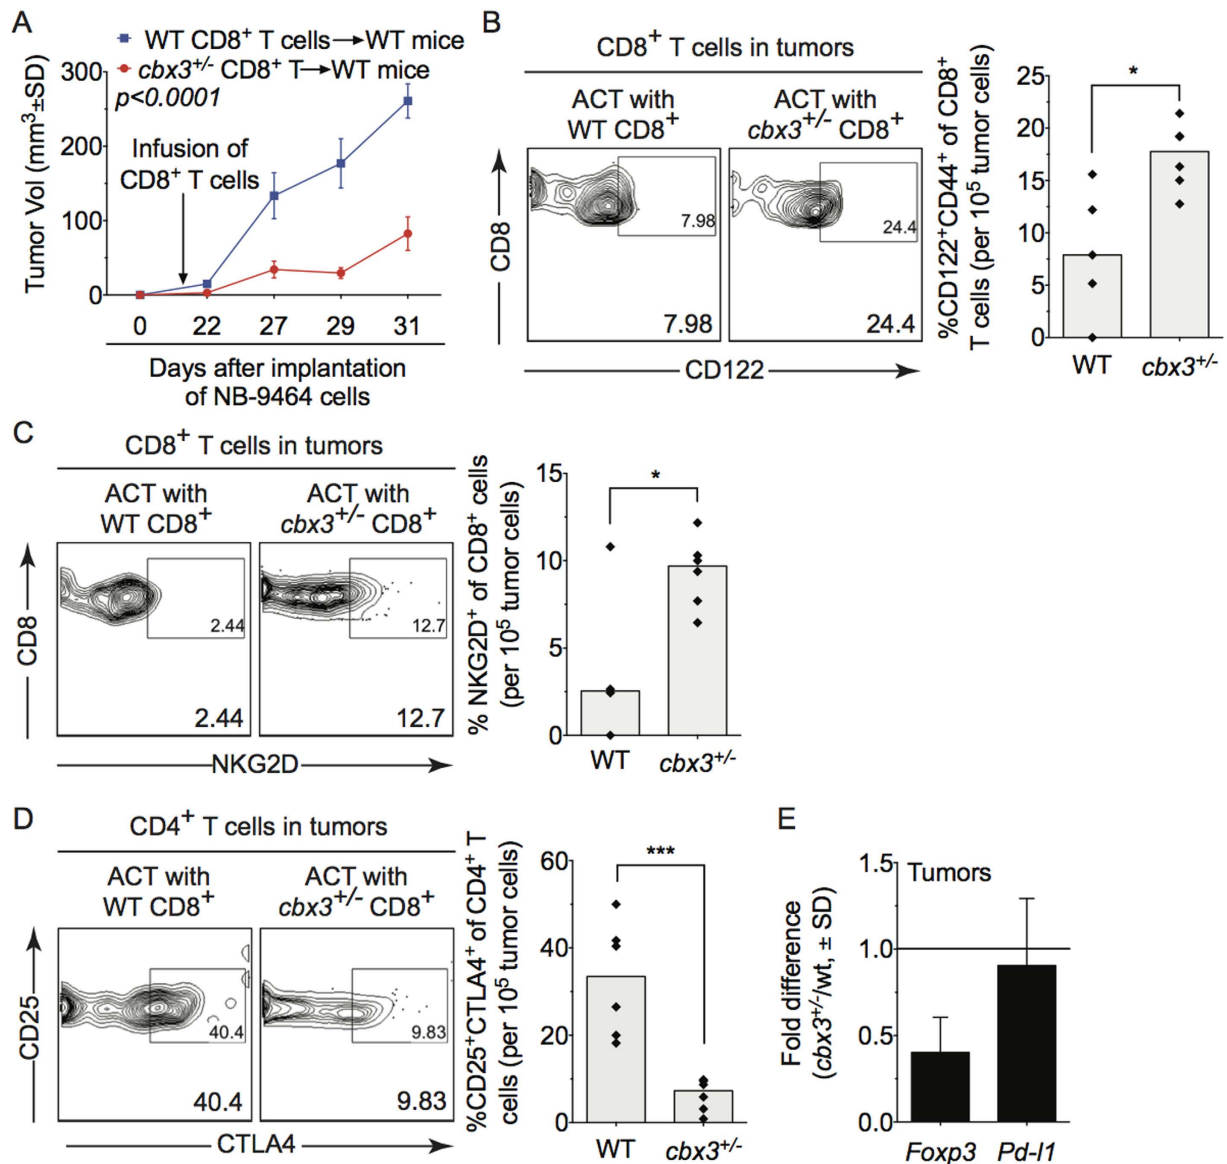 A
WT CD8⁺ T cells→WT mice
cbx3⁺/⁻ CD8⁺ T→WT mice
p<0.0001
Tumor Vol (mm³±SD)
300
200
100
0
Infusion of
CD8⁺ T cells
0 22 27 29 31
Days after implantation
of NB-9464 cells
B
CD8⁺ T cells in tumors
ACT with
WT CD8⁺
ACT with
cbx3⁺/⁻ CD8⁺
CD8
7.98
7.98
24.4
24.4
CD122
%CD122⁺CD44⁺ of CD8⁺
T cells (per 10⁵ tumor cells)
25
20
15
10
5
0
*
WT cbx3⁺/⁻
C
CD8⁺ T cells in tumors
ACT with
WT CD8⁺
ACT with
cbx3⁺/⁻ CD8⁺
CD8
2.44
2.44
12.7
12.7
NKG2D
% NKG2D⁺ of CD8⁺ cells
(per 10⁵ tumor cells)
15
10
5
0
*
WT cbx3⁺/⁻
D
CD4⁺ T cells in tumors
ACT with
WT CD8⁺
ACT with
cbx3⁺/⁻ CD8⁺
CD25
40.4
40.4
9.83
9.83
CTLA4
%CD25⁺CTLA4⁺ of CD4⁺ T
cells (per 10⁵ tumor cells)
60
40
20
0
***
WT cbx3⁺/⁻
E
Tumors
Fold difference
(cbx3⁺/⁻/wt, ± SD)
1.5
1.0
0.5
0.0
Foxp3 Pd-l1